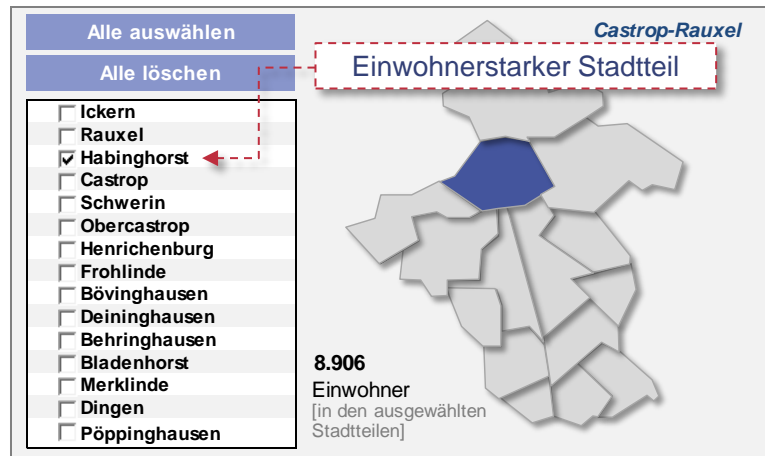 Alle auswählen
Alle löschen
Castrop-Rauxel
Einwohnerstarker Stadtteil
Ickern
Rauxel
Habinghorst
Castrop
Schwerin
Obercastrop
Henrichenburg
Frohlinde
Bövinghausen
Deininghausen
Behringhausen
Bladenhorst
Merklinde
Dingen
Pöppinghausen
8.906
Einwohner
[in den ausgewählten
Stadtteilen]